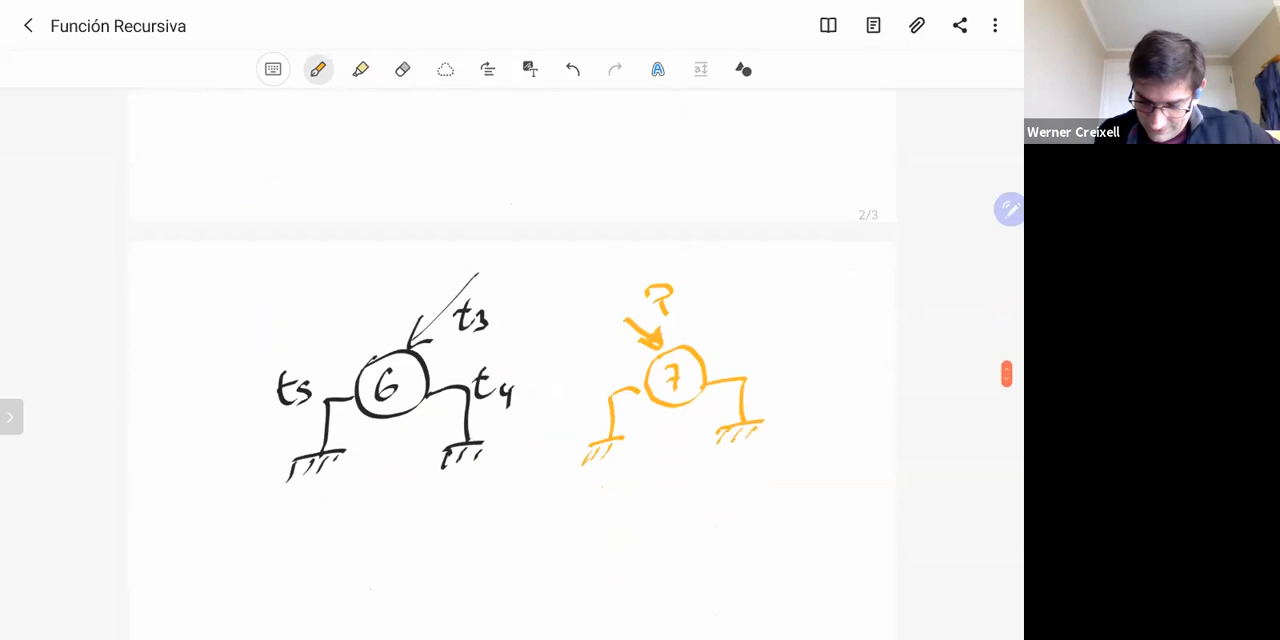 Función Recursiva
Werner Creixell
2/3
?
t3
t5 6 t4
7